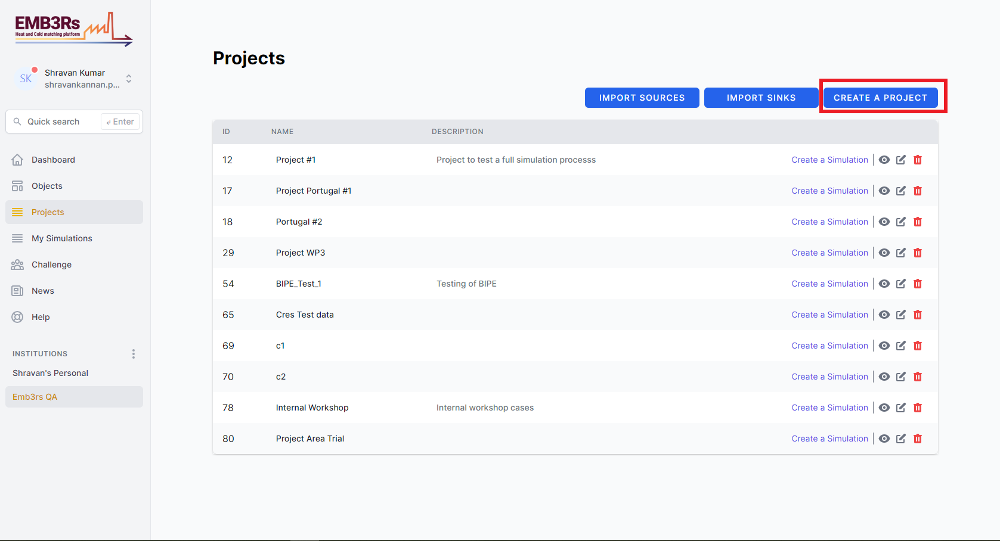 EMB3Rs
Heat and Cold matching platform
SK
Shravan Kumar
shravankannan.p...
Quick search
Enter
Dashboard
Objects
Projects
My Simulations
Challenge
News
Help
INSTITUTIONS
Shravan's Personal
Emb3rs QA
Projects
IMPORT SOURCES IMPORT SINKS CREATE A PROJECT
ID NAME DESCRIPTION
12 Project #1 Project to test a full simulation processs Create a Simulation
17 Project Portugal #1 Create a Simulation
18 Portugal #2 Create a Simulation
29 Project WP3 Create a Simulation
54 BIPE_Test_1 Testing of BIPE Create a Simulation
65 Cres Test data Create a Simulation
69 c1 Create a Simulation
70 c2 Create a Simulation
78 Internal Workshop Internal workshop cases Create a Simulation
80 Project Area Trial Create a Simulation